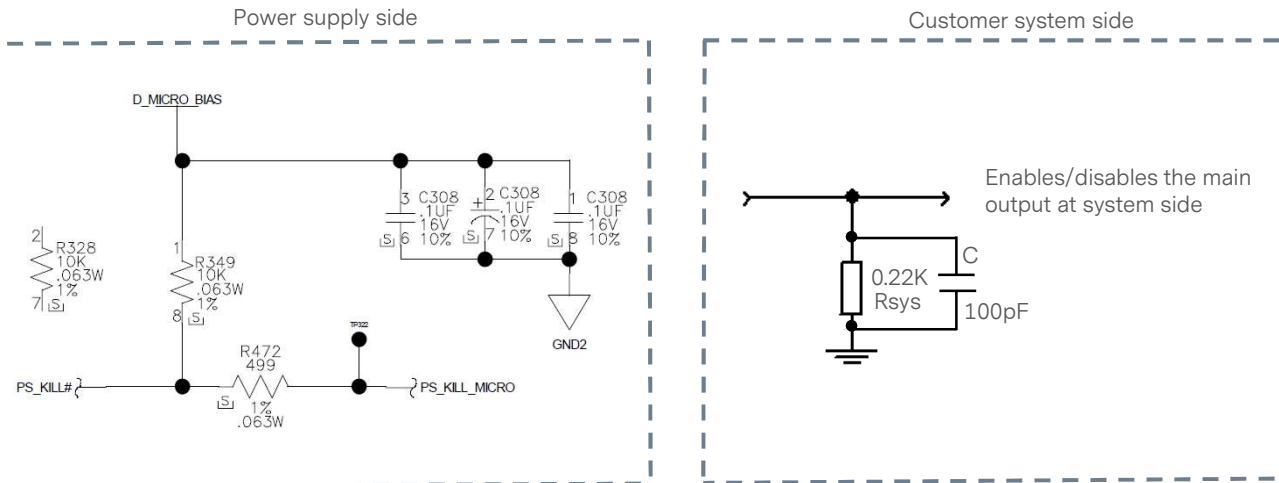 Power supply side
Customer system side
D_MICRO_BIAS
3 C308
.1UF
16V
6 10%
S
2 C308
+
.1UF
16V
7 10%
S
1 C308
.1UF
16V
8 10%
S
2
R328
10K
.063W
1%
7 S
1
R349
10K
.063W
1%
8 S
GND2
TP322
R472
499
S
1%
.063W
PS_KILL#
PS_KILL_MICRO
Enables/disables the main
output at system side
C
0.22K
Rsys
100pF